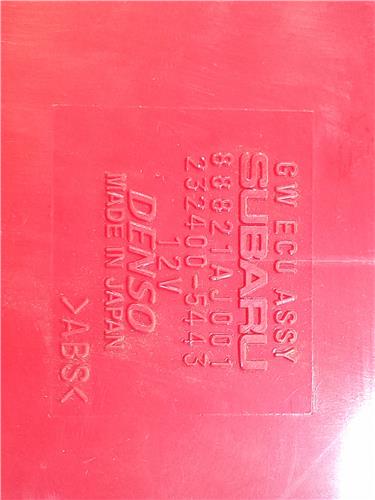 GW ECU ASSY
SUBARU
88821AJ001
232400-5443
12V
DENSO
MADE IN JAPAN
>ABS<